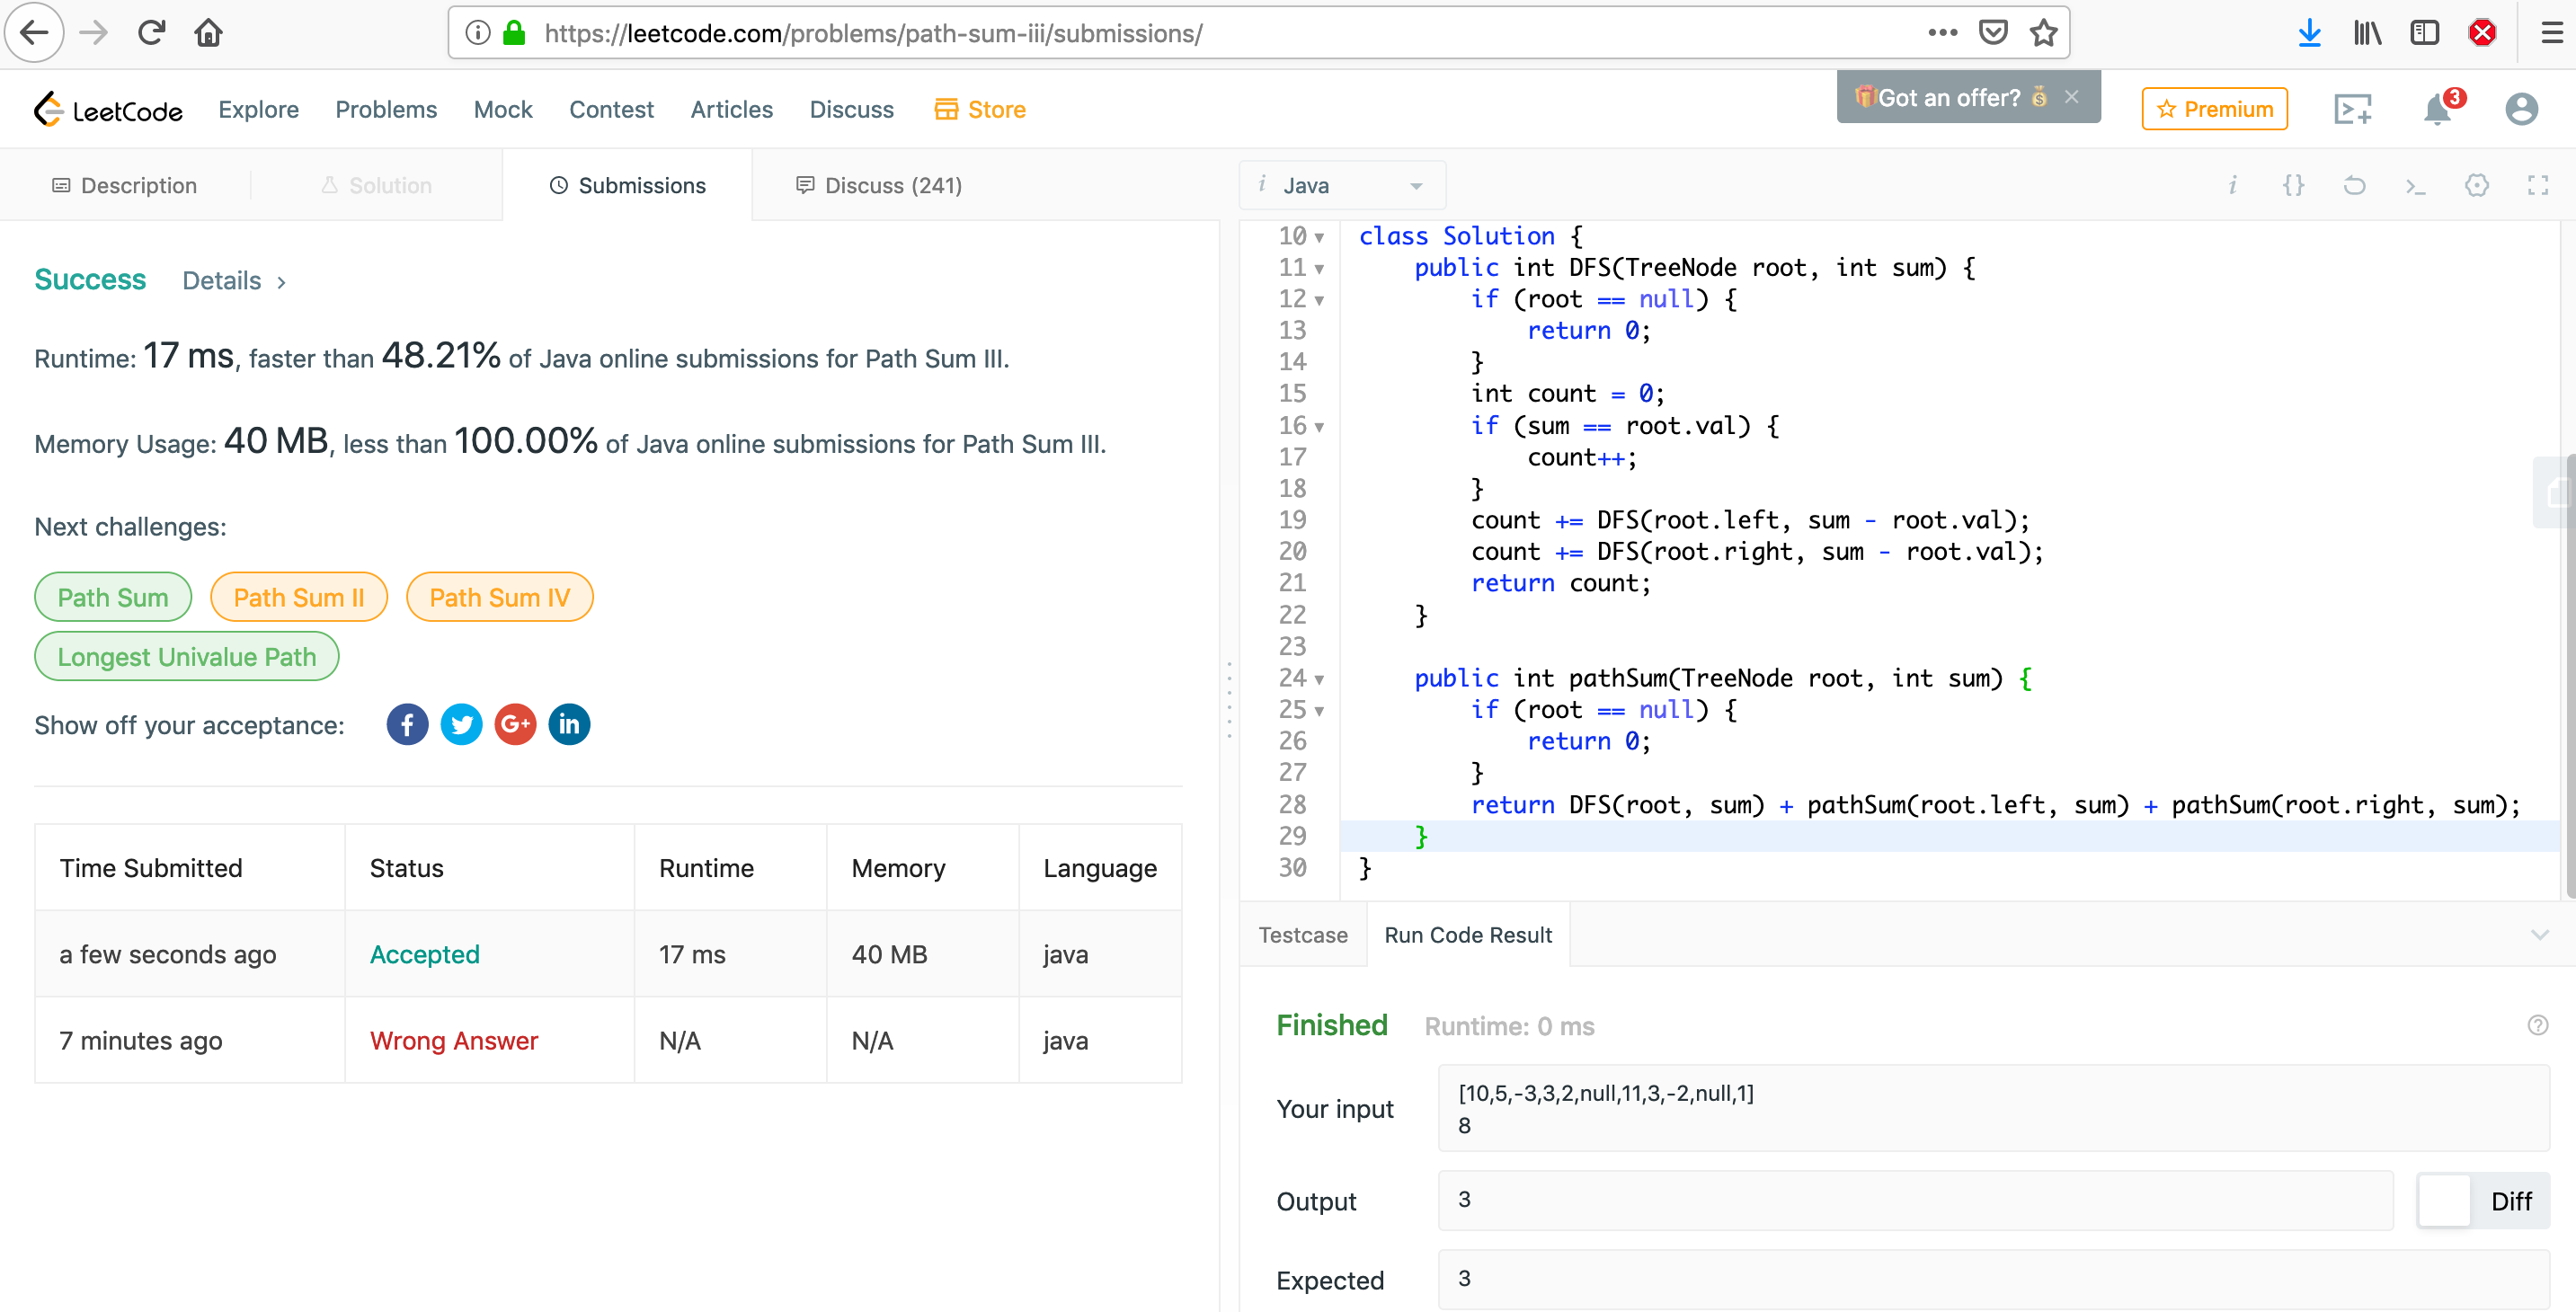 https://leetcode.com/problems/path-sum-iii/submissions/
LeetCode Explore Problems Mock Contest Articles Discuss Store Got an offer? Premium 3
Description Solution Submissions Discuss (241)
Success Details
Runtime: 17 ms, faster than 48.21% of Java online submissions for Path Sum III.
Memory Usage: 40 MB, less than 100.00% of Java online submissions for Path Sum III.
Next challenges:
Path Sum Path Sum II Path Sum IV
Longest Univalue Path
Show off your acceptance: f G+ in
Time Submitted Status Runtime Memory Language
a few seconds ago Accepted 17 ms 40 MB java
7 minutes ago Wrong Answer N/A N/A java
i Java
10 class Solution {
11 public int DFS(TreeNode root, int sum) {
12 if (root == null) {
13 return 0;
14 }
15 int count = 0;
16 if (sum == root.val) {
17 count++;
18 }
19 count += DFS(root.left, sum - root.val);
20 count += DFS(root.right, sum - root.val);
21 return count;
22 }
23
24 public int pathSum(TreeNode root, int sum) {
25 if (root == null) {
26 return 0;
27 }
28 return DFS(root, sum) + pathSum(root.left, sum) + pathSum(root.right, sum);
29 }
30 }
Testcase Run Code Result
Finished Runtime: 0 ms
Your input
[10,5,-3,3,2,null,11,3,-2,null,1]
8
Output 3 Diff
Expected 3